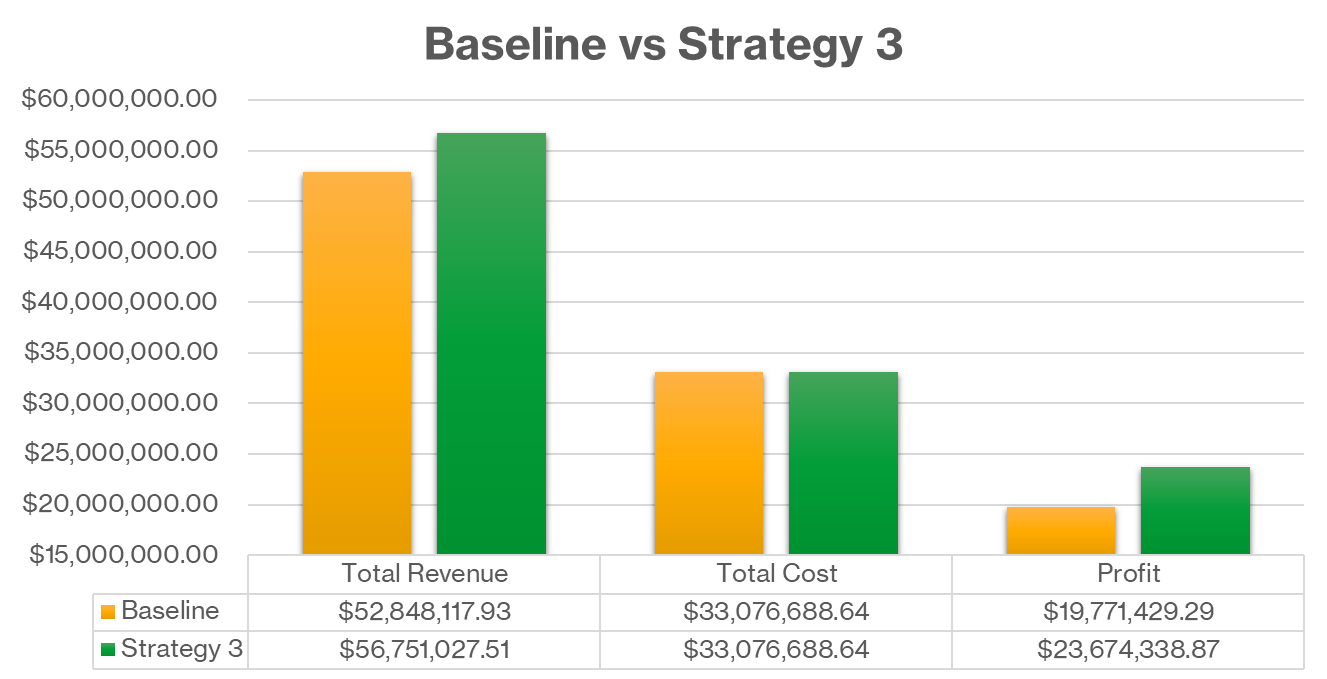 Baseline vs Strategy 3
$60,000,000.00
$55,000,000.00
$50,000,000.00
$45,000,000.00
$40,000,000.00
$35,000,000.00
$30,000,000.00
$25,000,000.00
$20,000,000.00
$15,000,000.00
Total Revenue Total Cost Profit
Baseline $52,848,117.93 $33,076,688.64 $19,771,429.29
Strategy 3 $56,751,027.51 $33,076,688.64 $23,674,338.87